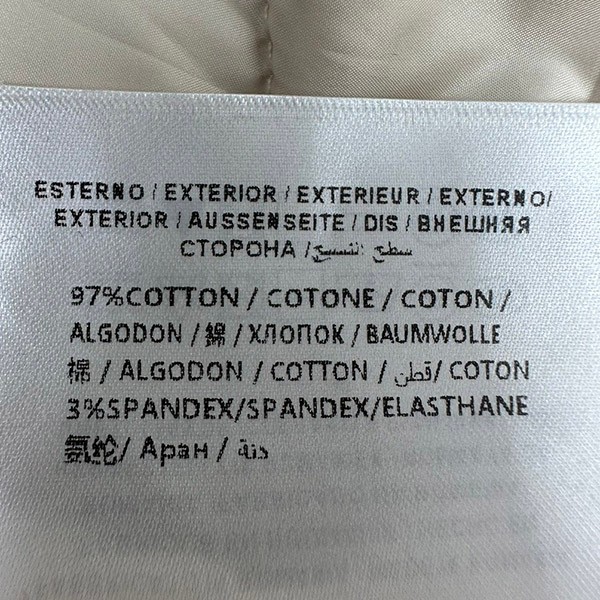 ESTERNO / EXTERIOR / EXTERIEUR / EXTERNO/
EXTERIOR / AUSSENSEITE / DIS / ВНЕШНЯЯ
СТОРОНА / سطح النسيج
97%COTTON / COTONE / COTON /
ALGODON / 綿 / ХЛОПОК / BAUMWOLLE
棉 / ALGODON / COTTON / قطن/ COTON
3%SPANDEX/SPANDEX/ELASTHANE
氨纶/ Аран /